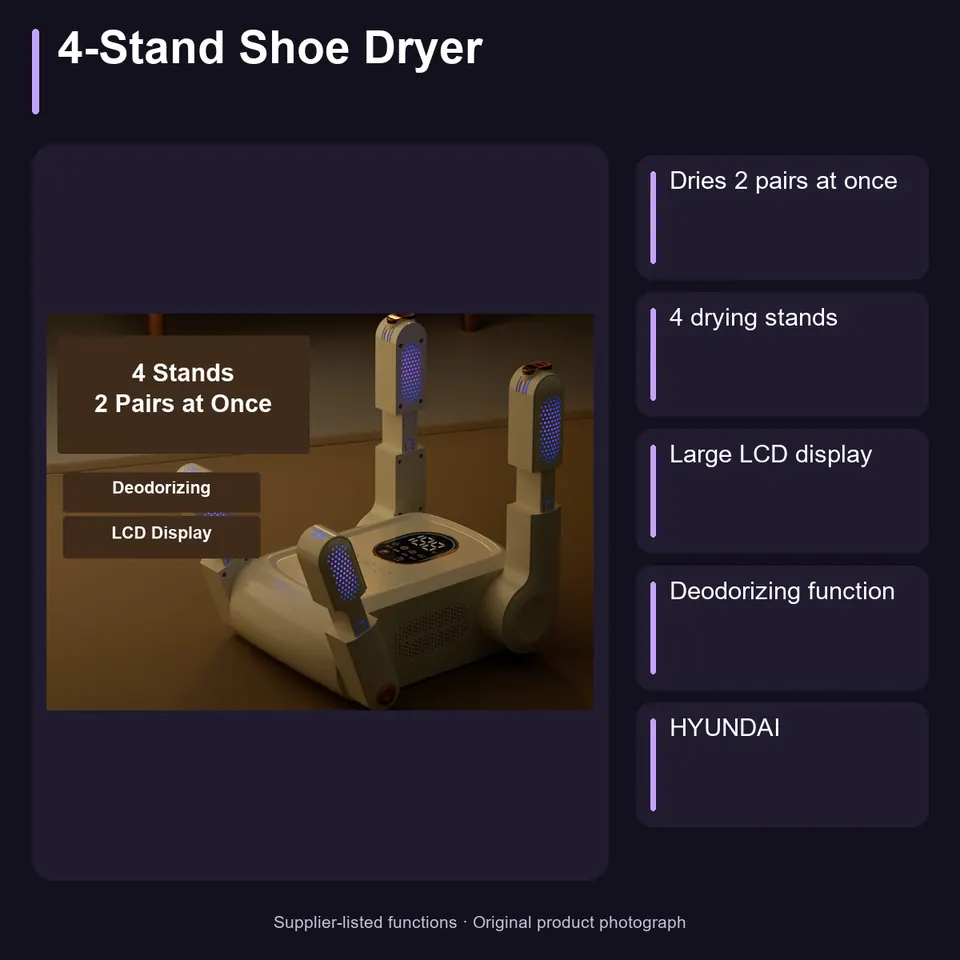 4-Stand Shoe Dryer
4 Stands
2 Pairs at Once
Deodorizing
LCD Display
Dries 2 pairs at once
4 drying stands
Large LCD display
Deodorizing function
HYUNDAI
Supplier-listed functions · Original product photograph